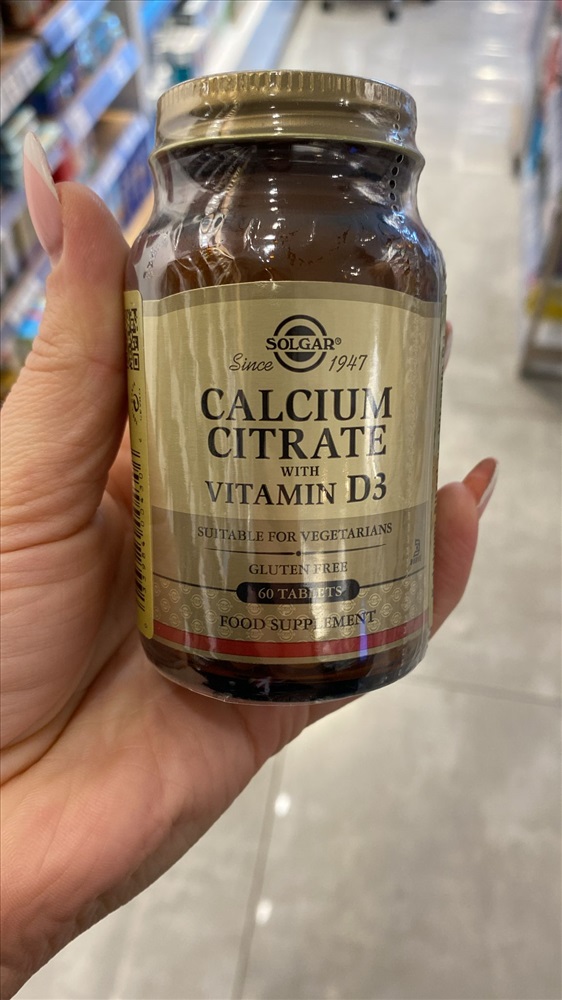 SOLGAR®
Since 1947
CALCIUM
CITRATE
WITH
VITAMIN D3
SUITABLE FOR VEGETARIANS
GLUTEN FREE
60 TABLETS
FOOD SUPPLEMENT